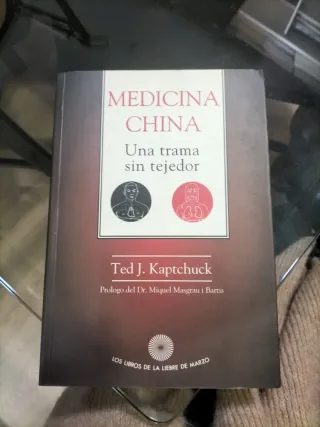 MEDICINA
CHINA
Una trama
sin tejedor
Ted J. Kaptchuck
Prólogo del Dr. Miquel Masgrau i Bartis
LOS LIBROS DE LA LIEBRE DE MARZO